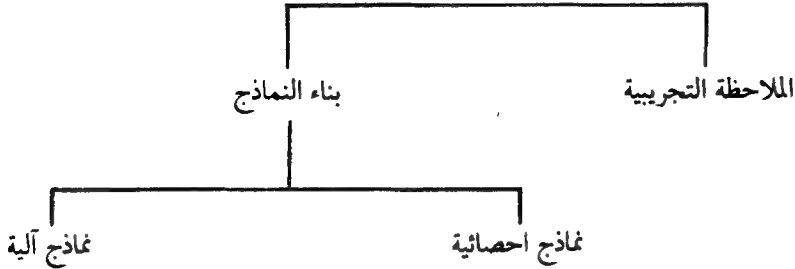 الملاحظة التجريبية
بناء النماذج
نماذج احصائية
نماذج آلية